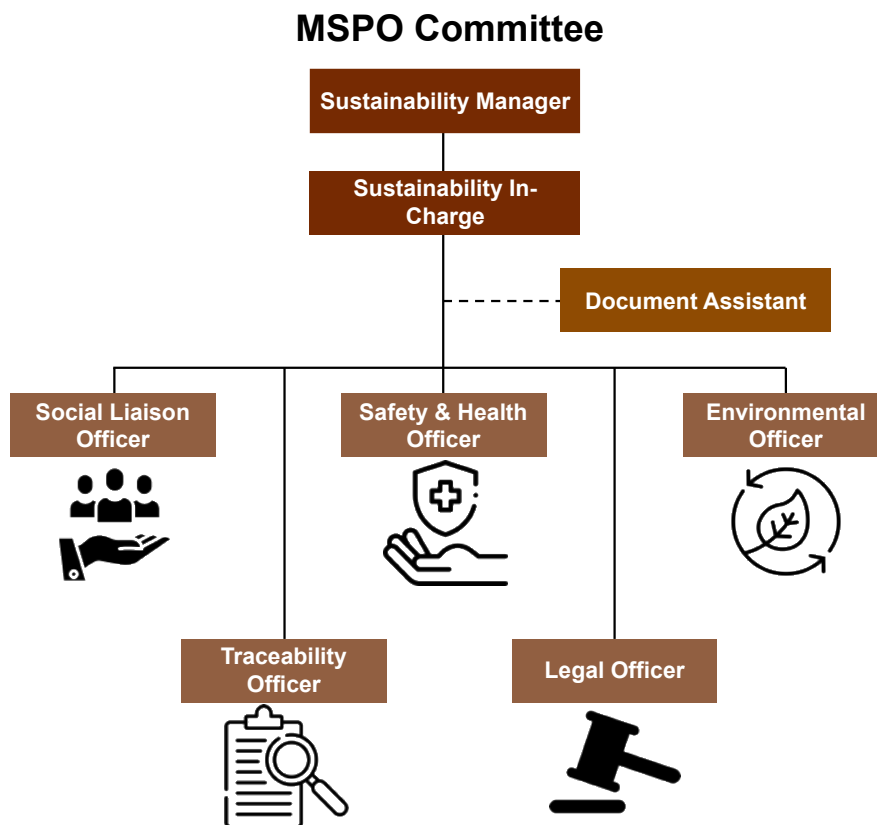 MSPO Committee
Sustainability Manager
Sustainability In-
Charge
Document Assistant
Social Liaison
Officer
Safety & Health
Officer
Environmental
Officer
Traceability
Officer
Legal Officer